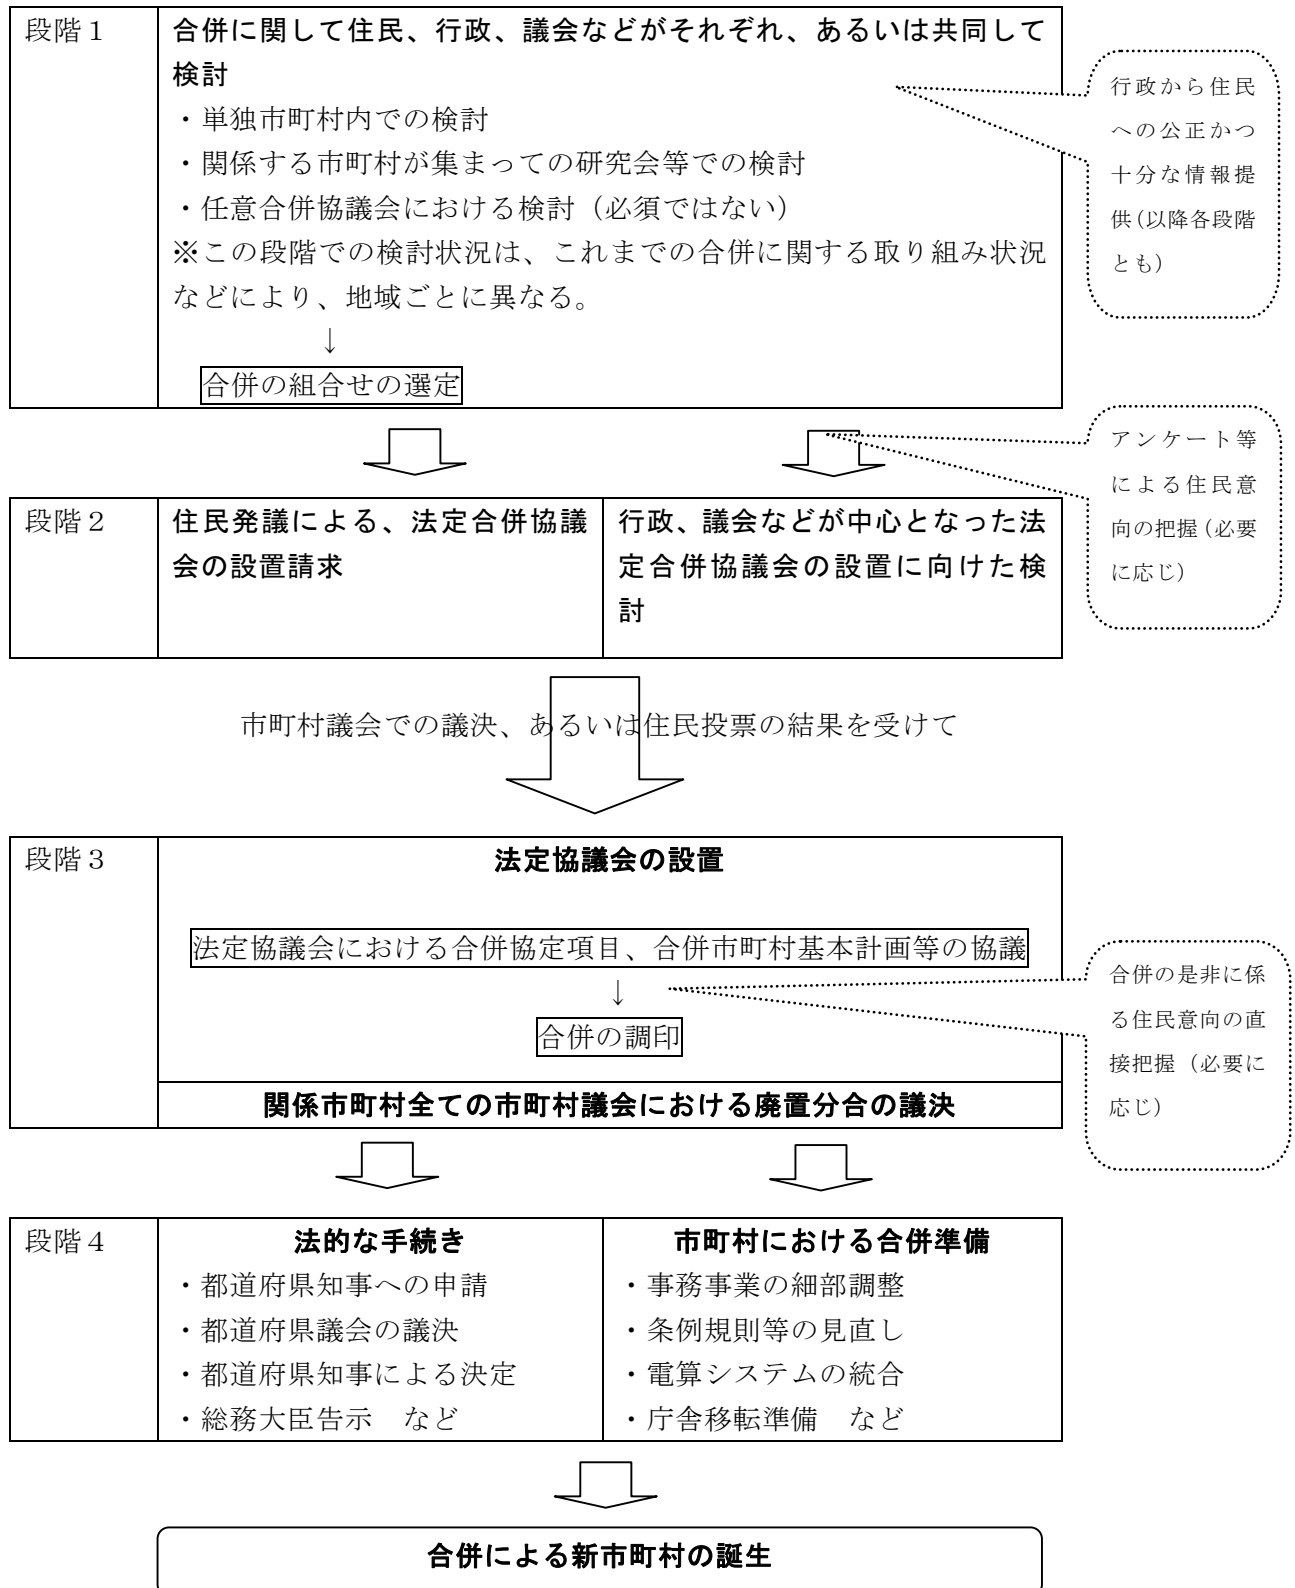 段階１
合併に関して住民、行政、議会などがそれぞれ、あるいは共同して
検討
・単独市町村内での検討
・関係する市町村が集まっての研究会等での検討
・任意合併協議会における検討（必須ではない）
※この段階での検討状況は、これまでの合併に関する取り組み状況
などにより、地域ごとに異なる。
↓
合併の組合せの選定
行政から住民
への公正かつ
十分な情報提
供（以降各段階
とも）
アンケート等
による住民意
向の把握（必要
に応じ）
段階２
住民発議による、法定合併協議
会の設置請求
行政、議会などが中心となった法
定合併協議会の設置に向けた検
討
市町村議会での議決、あるいは住民投票の結果を受けて
段階３
法定協議会の設置
法定協議会における合併協定項目、合併市町村基本計画等の協議
↓
合併の調印
関係市町村全ての市町村議会における廃置分合の議決
合併の是非に係
る住民意向の直
接把握（必要に
応じ）
段階４
法的な手続き
・都道府県知事への申請
・都道府県議会の議決
・都道府県知事による決定
・総務大臣告示　など
市町村における合併準備
・事務事業の細部調整
・条例規則等の見直し
・電算システムの統合
・庁舎移転準備　など
合併による新市町村の誕生